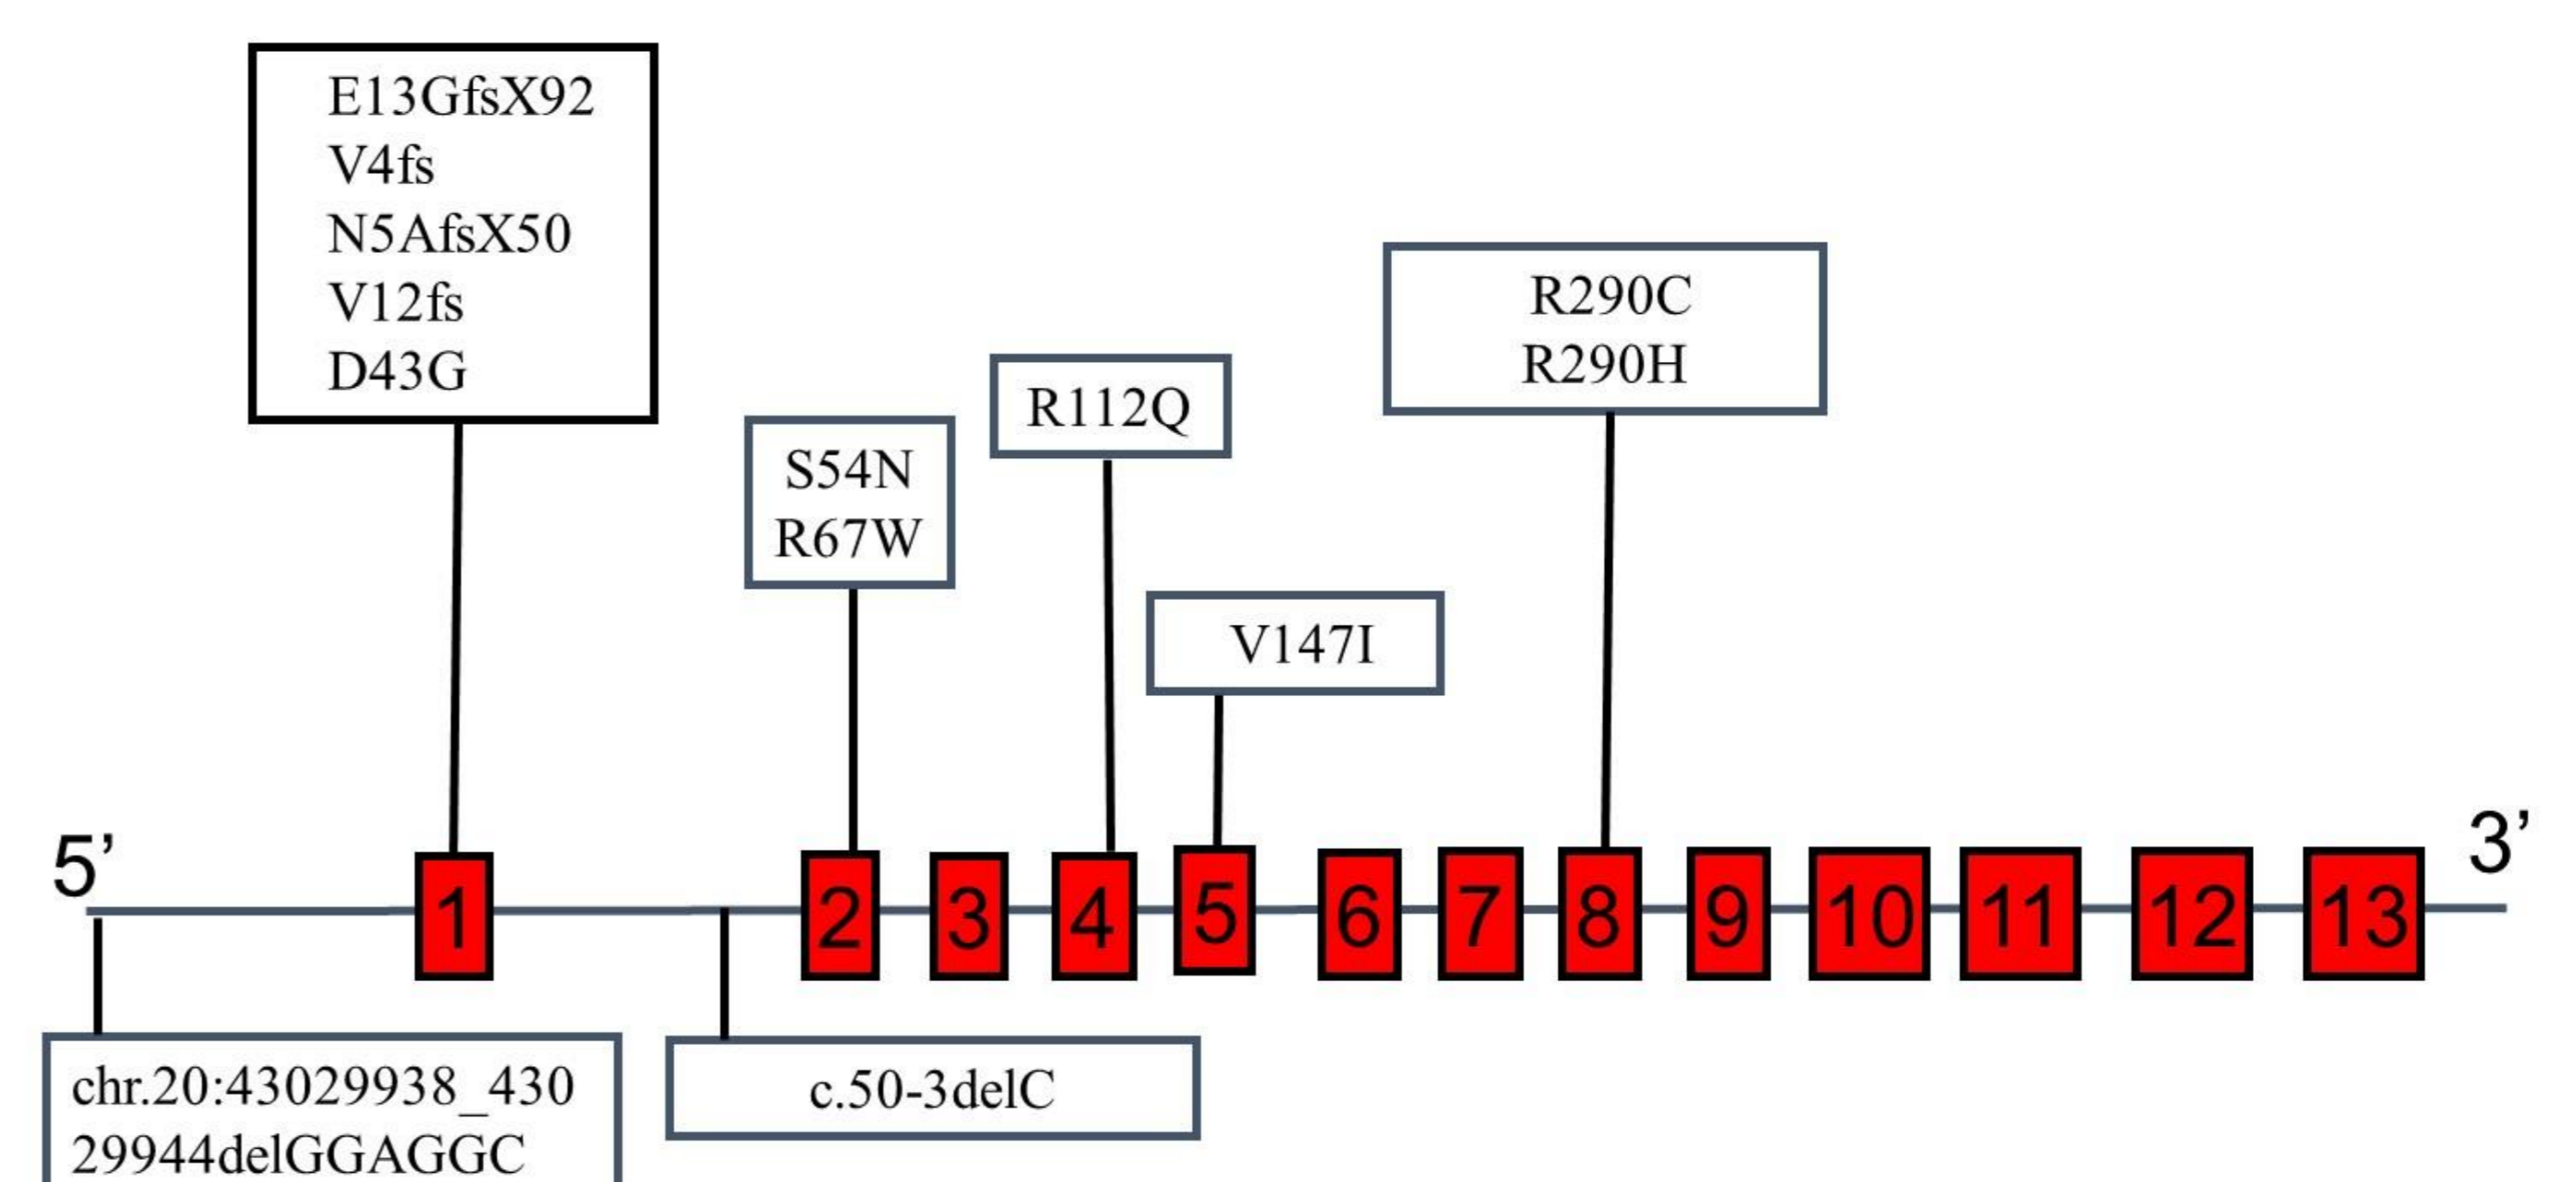 E13GfsX92
V4fs
N5AfsX50
V12fs
D43G
R290C
R290H
R112Q
S54N
R67W
V147I
5’
3’
1 2 3 4 5 6 7 8 9 10 11 12 13
chr.20:43029938_430
29944delGGAGGC
c.50-3delC